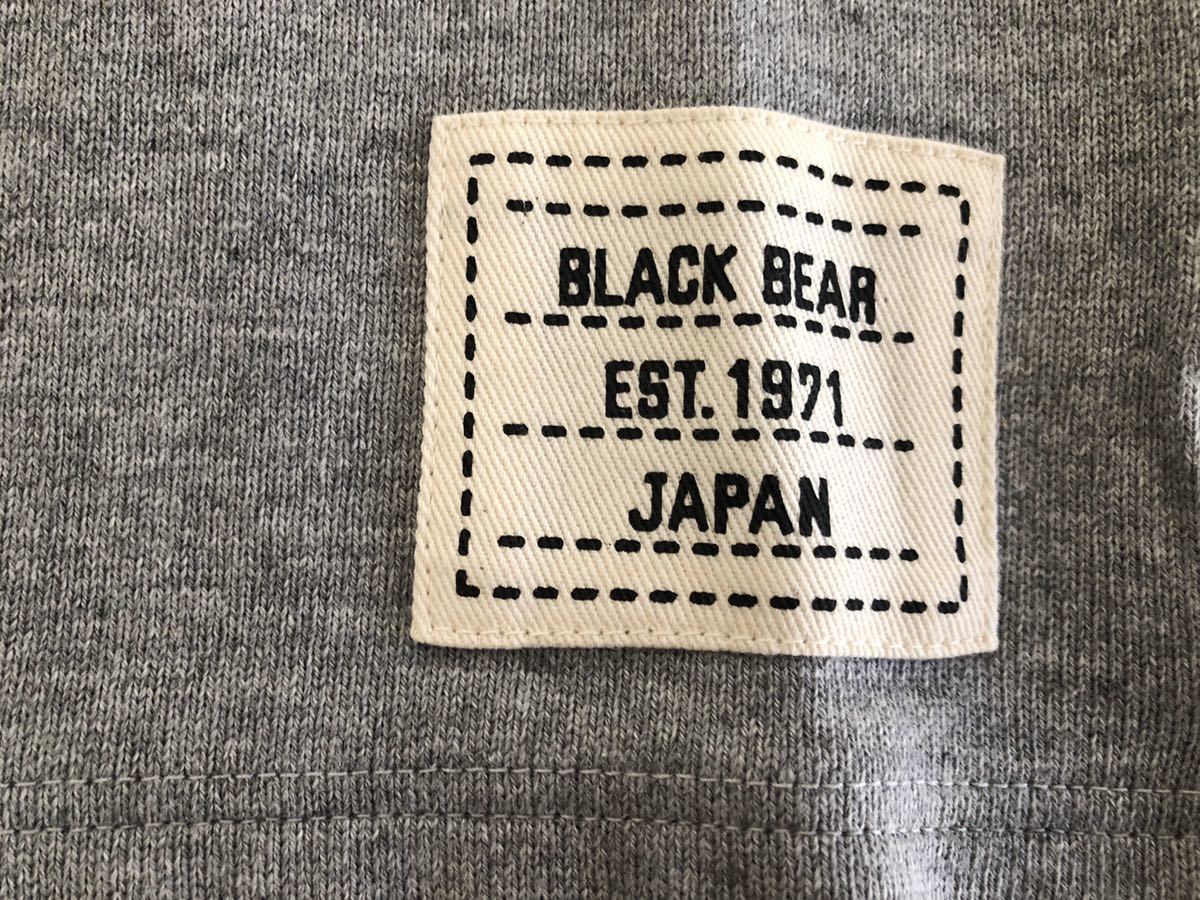 BLACK BEAR
EST. 1971
JAPAN